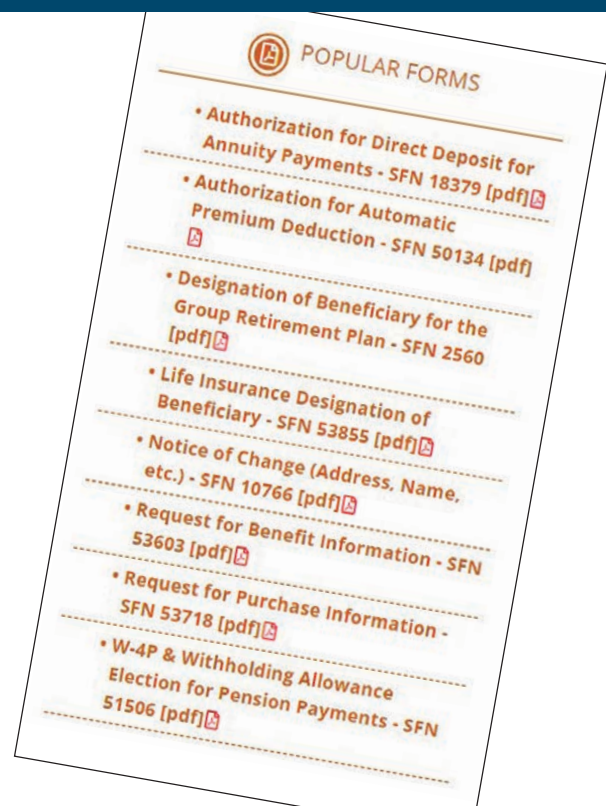 POPULAR FORMS
• Authorization for Direct Deposit for
Annuity Payments - SFN 18379 [pdf]
• Authorization for Automatic
Premium Deduction - SFN 50134 [pdf]
• Designation of Beneficiary for the
Group Retirement Plan - SFN 2560
[pdf]
• Life Insurance Designation of
Beneficiary - SFN 53855 [pdf]
• Notice of Change (Address, Name,
etc.) - SFN 10766 [pdf]
• Request for Benefit Information - SFN
53603 [pdf]
• Request for Purchase Information -
SFN 53718 [pdf]
• W-4P & Withholding Allowance
Election for Pension Payments - SFN
51506 [pdf]